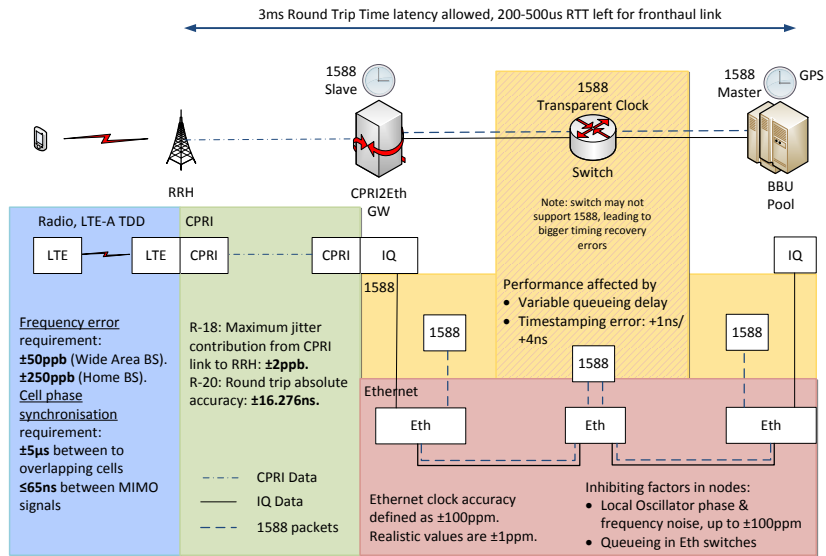 3ms Round Trip Time latency allowed, 200-500us RTT left for fronthaul link
1588
Slave
1588
Transparent Clock
1588
Master
GPS
RRH
CPRI2Eth
GW
Switch
BBU
Pool
Note: switch may not
support 1588, leading to
bigger timing recovery
errors
Radio, LTE-A TDD
CPRI
LTE
LTE
CPRI
CPRI
IQ
IQ
1588
Performance affected by
• Variable queueing delay
• Timestamping error: +1ns/
+4ns
Frequency error
requirement:
±50ppb (Wide Area BS).
±250ppb (Home BS).
Cell phase
synchronisation
requirement:
±5µs between to
overlapping cells
≤65ns between MIMO
signals
R-18: Maximum jitter
contribution from CPRI
link to RRH: ±2ppb.
R-20: Round trip absolute
accuracy: ±16.276ns.
1588
1588
1588
Ethernet
Eth
Eth
Eth
CPRI Data
IQ Data
1588 packets
Ethernet clock accuracy
defined as ±100ppm.
Realistic values are ±1ppm.
Inhibiting factors in nodes:
• Local Oscillator phase &
frequency noise, up to ±100ppm
• Queueing in Eth switches